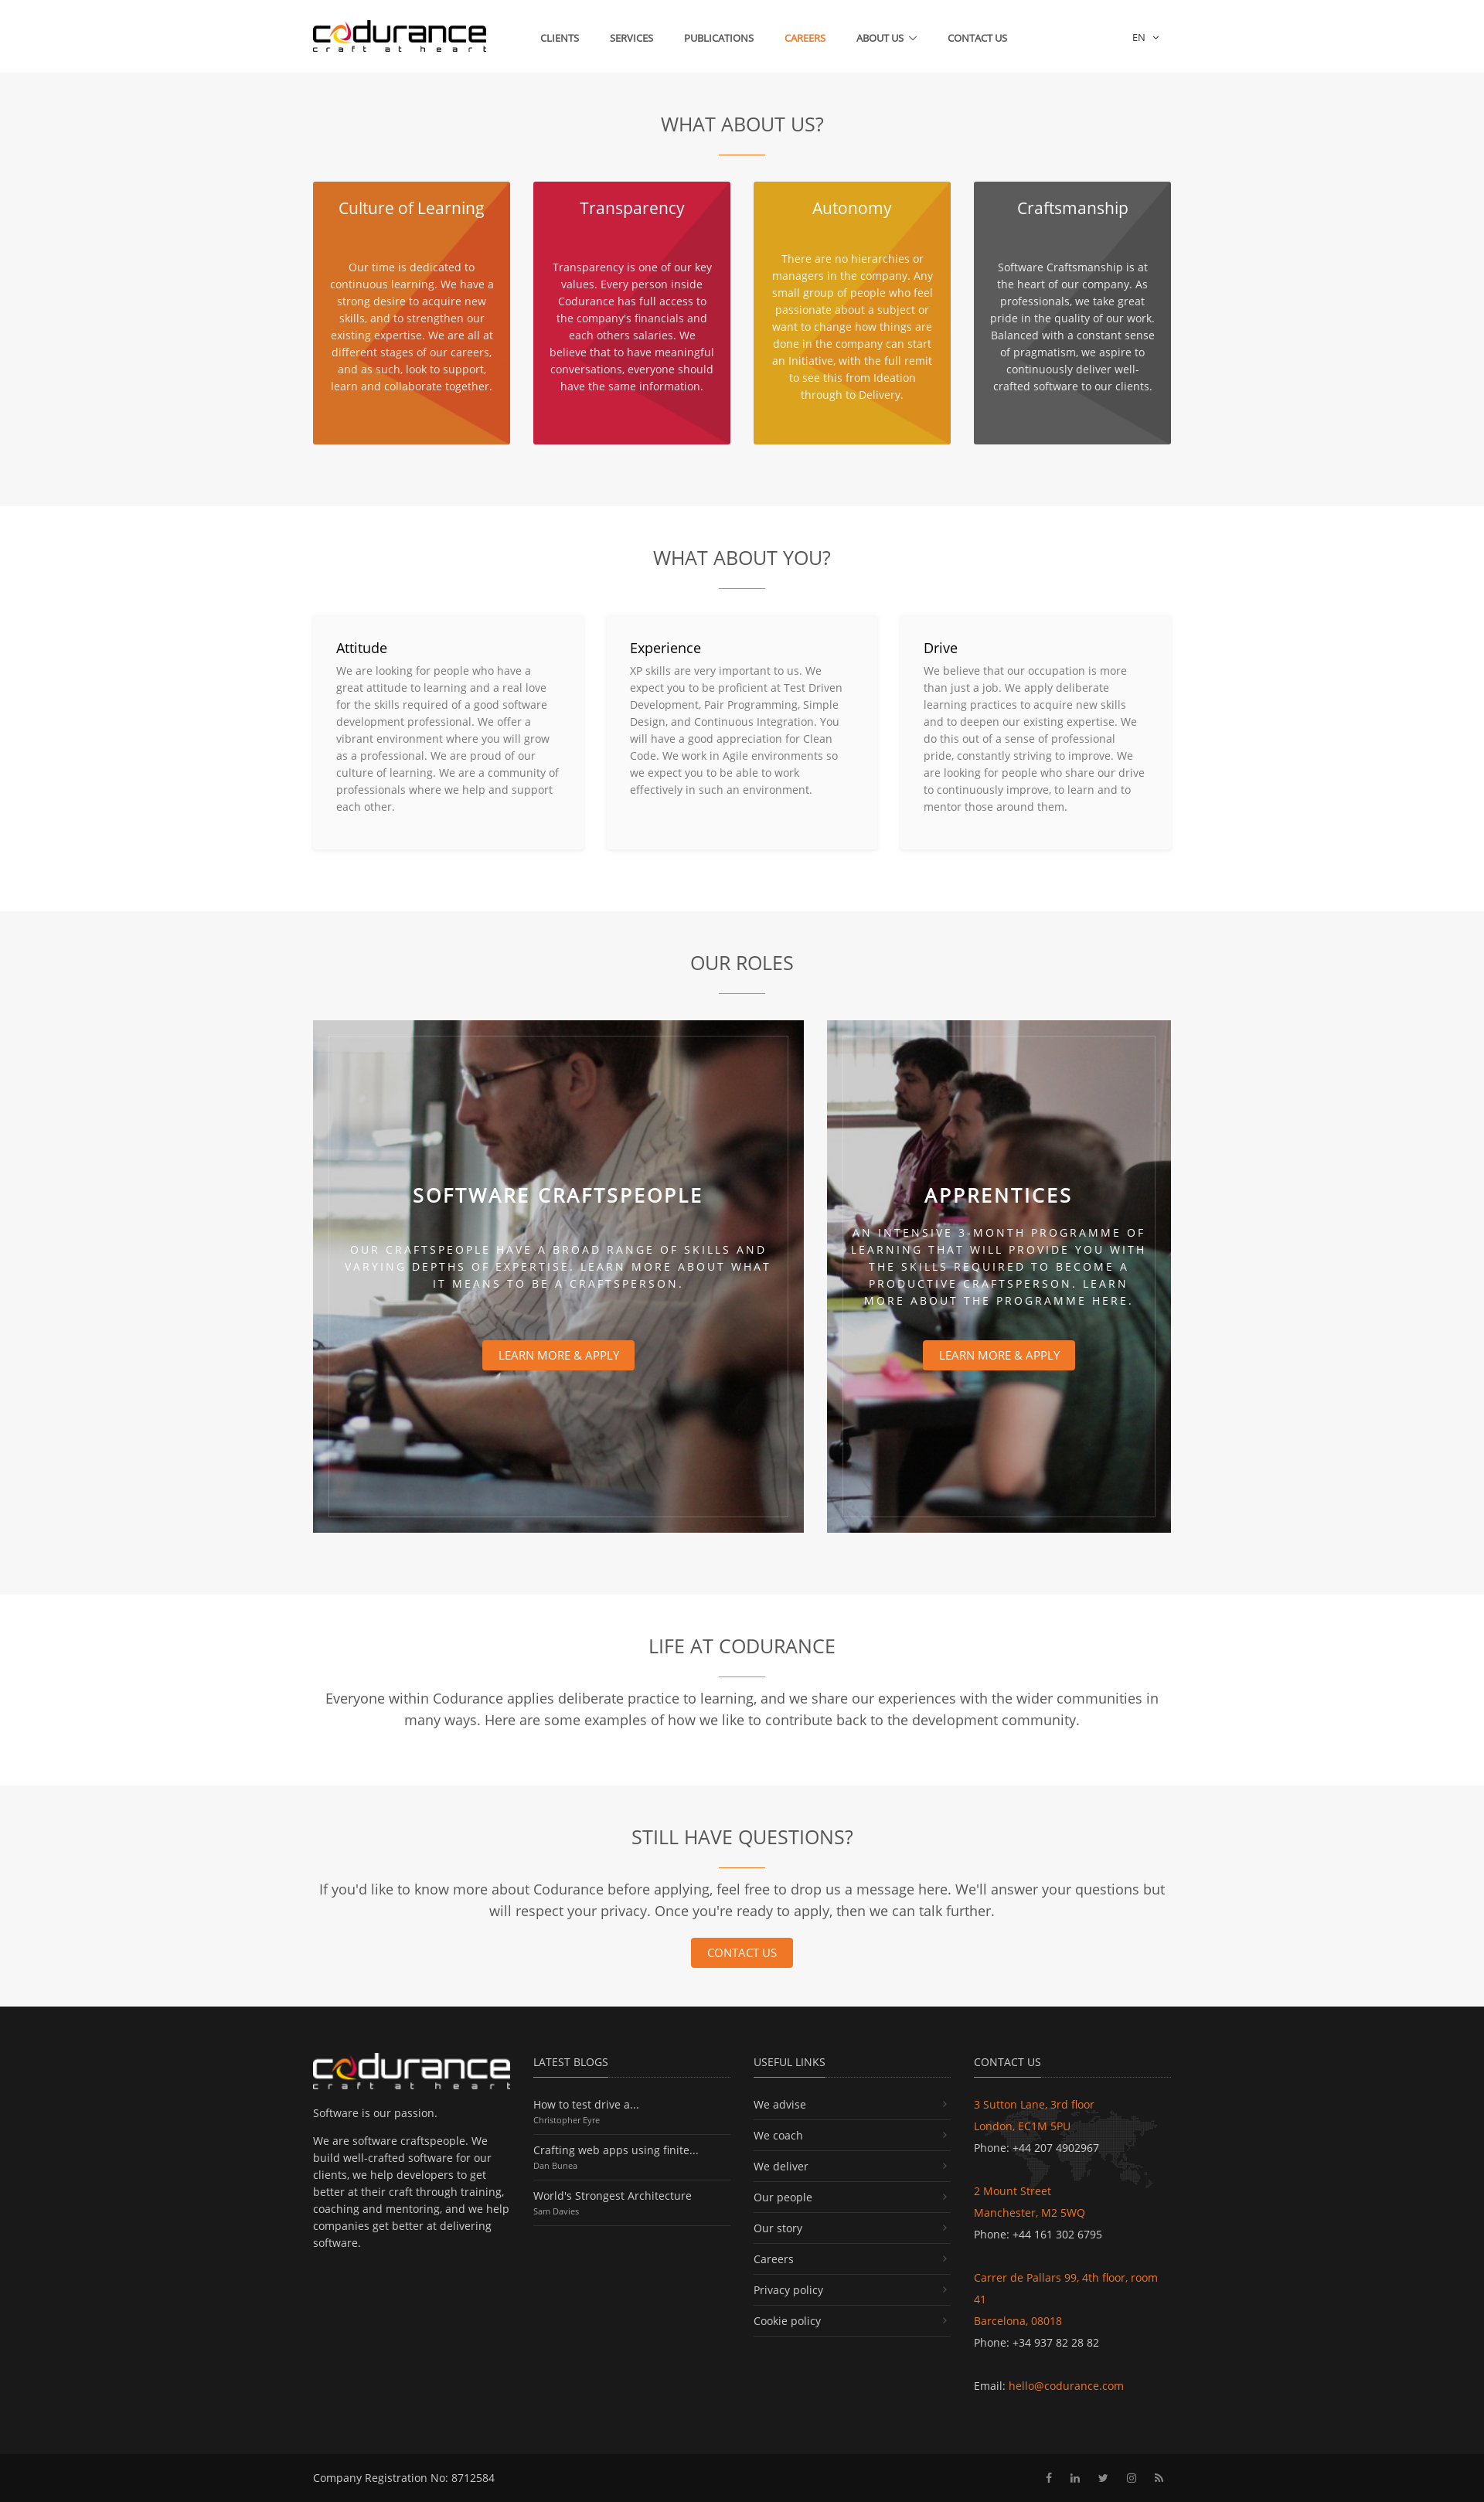 codurance
craft at heart
CLIENTS
SERVICES
PUBLICATIONS
CAREERS
ABOUT US
CONTACT US
EN
WHAT ABOUT US?
Culture of Learning
Our time is dedicated to
continuous learning. We have a
strong desire to acquire new
skills, and to strengthen our
existing expertise. We are all at
different stages of our careers,
and as such, look to support,
learn and collaborate together.
Transparency
Transparency is one of our key
values. Every person inside
Codurance has full access to
the company's financials and
each others salaries. We
believe that to have meaningful
conversations, everyone should
have the same information.
Autonomy
There are no hierarchies or
managers in the company. Any
small group of people who feel
passionate about a subject or
want to change how things are
done in the company can start
an Initiative, with the full remit
to see this from Ideation
through to Delivery.
Craftsmanship
Software Craftsmanship is at
the heart of our company. As
professionals, we take great
pride in the quality of our work.
Balanced with a constant sense
of pragmatism, we aspire to
continuously deliver well-
crafted software to our clients.
WHAT ABOUT YOU?
Attitude
We are looking for people who have a
great attitude to learning and a real love
for the skills required of a good software
development professional. We offer a
vibrant environment where you will grow
as a professional. We are proud of our
culture of learning. We are a community of
professionals where we help and support
each other.
Experience
XP skills are very important to us. We
expect you to be proficient at Test Driven
Development, Pair Programming, Simple
Design, and Continuous Integration. You
will have a good appreciation for Clean
Code. We work in Agile environments so
we expect you to be able to work
effectively in such an environment.
Drive
We believe that our occupation is more
than just a job. We apply deliberate
learning practices to acquire new skills
and to deepen our existing expertise. We
do this out of a sense of professional
pride, constantly striving to improve. We
are looking for people who share our drive
to continuously improve, to learn and to
mentor those around them.
OUR ROLES
SOFTWARE CRAFTSPEOPLE
OUR CRAFTSPEOPLE HAVE A BROAD RANGE OF SKILLS AND
VARYING DEPTHS OF EXPERTISE. LEARN MORE ABOUT WHAT
IT MEANS TO BE A CRAFTSPERSON.
LEARN MORE & APPLY
APPRENTICES
AN INTENSIVE 3-MONTH PROGRAMME OF
LEARNING THAT WILL PROVIDE YOU WITH
THE SKILLS REQUIRED TO BECOME A
PRODUCTIVE CRAFTSPERSON. LEARN
MORE ABOUT THE PROGRAMME HERE.
LEARN MORE & APPLY
LIFE AT CODURANCE
Everyone within Codurance applies deliberate practice to learning, and we share our experiences with the wider communities in
many ways. Here are some examples of how we like to contribute back to the development community.
STILL HAVE QUESTIONS?
If you'd like to know more about Codurance before applying, feel free to drop us a message here. We'll answer your questions but
will respect your privacy. Once you're ready to apply, then we can talk further.
CONTACT US
codurance
craft at heart
Software is our passion.
We are software craftspeople. We
build well-crafted software for our
clients, we help developers to get
better at their craft through training,
coaching and mentoring, and we help
companies get better at delivering
software.
LATEST BLOGS
How to test drive a...
Christopher Eyre
Crafting web apps using finite...
Dan Bunea
World's Strongest Architecture
Sam Davies
USEFUL LINKS
We advise
We coach
We deliver
Our people
Our story
Careers
Privacy policy
Cookie policy
CONTACT US
3 Sutton Lane, 3rd floor
London, EC1M 5PU
Phone: +44 207 4902967
2 Mount Street
Manchester, M2 5WQ
Phone: +44 161 302 6795
Carrer de Pallars 99, 4th floor, room
41
Barcelona, 08018
Phone: +34 937 82 28 82
Email: hello@codurance.com
Company Registration No: 8712584